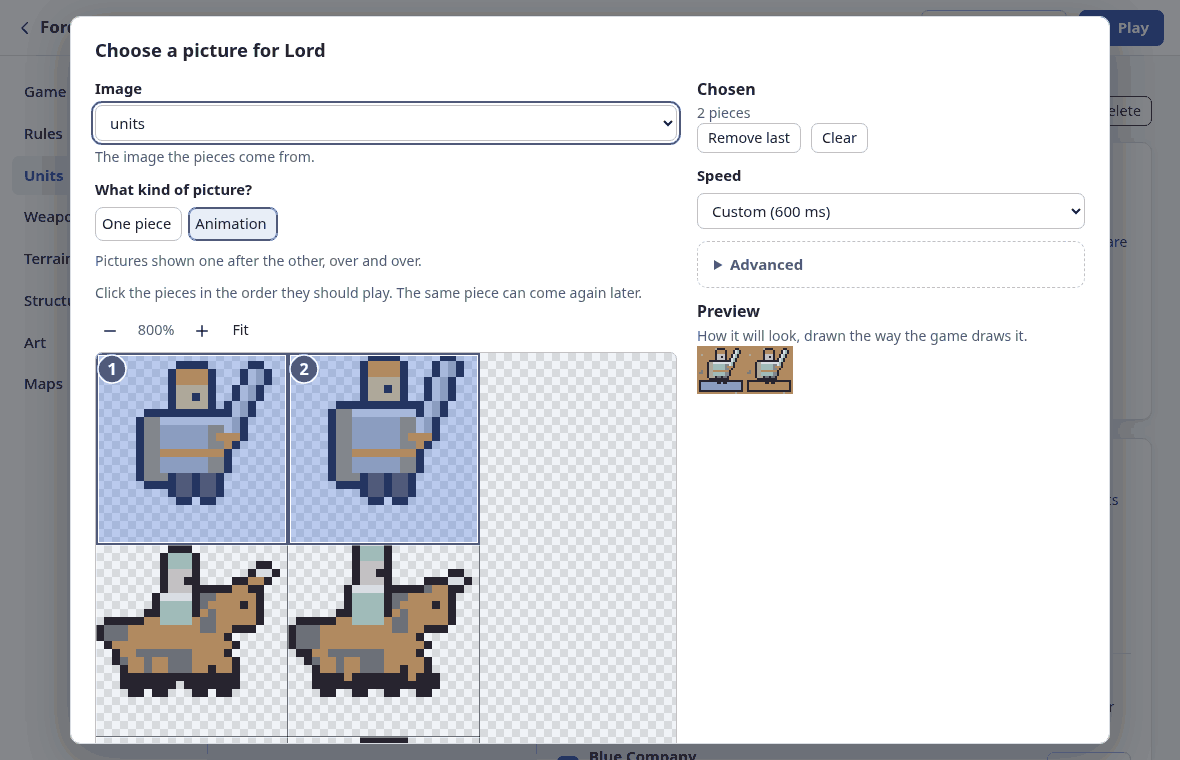 Play
Choose a picture for Lord
Image
units
The image the pieces come from.
What kind of picture?
One piece
Animation
Pictures shown one after the other, over and over.
Click the pieces in the order they should play. The same piece can come again later.
800%
Fit
1
2
Chosen
2 pieces
Remove last
Clear
Speed
Custom (600 ms)
Advanced
Preview
How it will look, drawn the way the game draws it.
Game
Rules
Units
Art
Maps
Blue Company